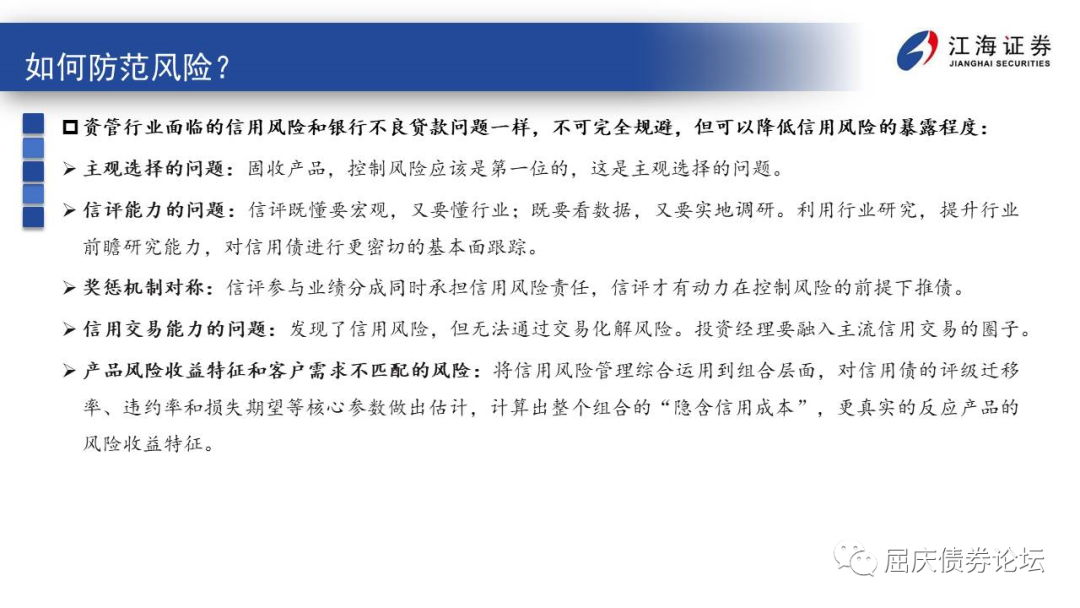 如何防范风险？
江海证券
JIANGHAI SECURITIES
资管行业面临的信用风险和银行不良贷款问题一样，不可完全规避，但可以降低信用风险的暴露程度：
主观选择的问题：固收产品，控制风险应该是第一位的，这是主观选择的问题。
信评能力的问题：信评既懂要宏观，又要懂行业；既要看数据，又要实地调研。利用行业研究，提升行业
前瞻研究能力，对信用债进行更密切的基本面跟踪。
奖惩机制对称：信评参与业绩分成同时承担信用风险责任，信评才有动力在控制风险的前提下推债。
信用交易能力的问题：发现了信用风险，但无法通过交易化解风险。投资经理要融入主流信用交易的圈子。
产品风险收益特征和客户需求不匹配的风险：将信用风险管理综合运用到组合层面，对信用债的评级迁移
率、违约率和损失期望等核心参数做出估计，计算出整个组合的“隐含信用成本”，更真实的反应产品的
风险收益特征。
屈庆债券论坛